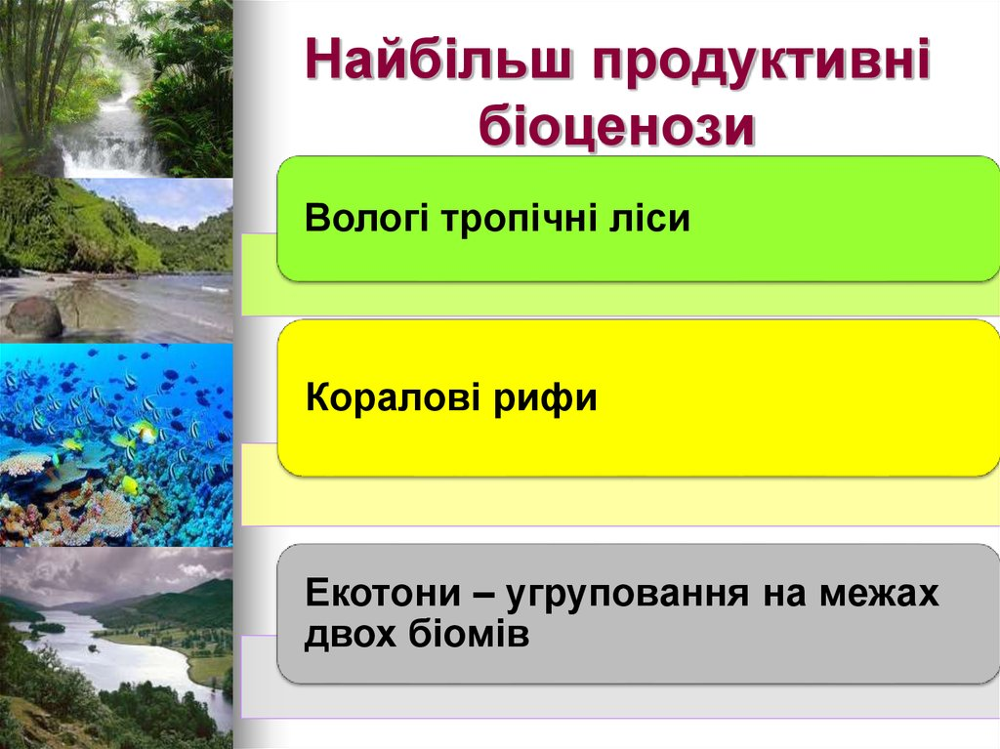 Найбільш продуктивні
біоценози
Вологі тропічні ліси
Коралові рифи
Екотони – угруповання на межах
двох біомів